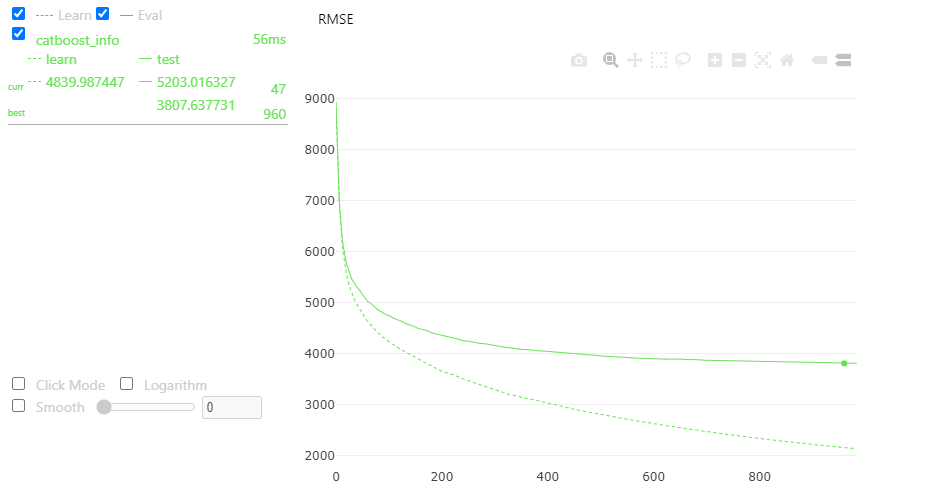 Learn Eval
catboost_info 56ms
learn test
curr 4839.987447 5203.016327 47
best 3807.637731 960
Click Mode Logarithm
Smooth 0
RMSE
9000
8000
7000
6000
5000
4000
3000
2000
0 200 400 600 800